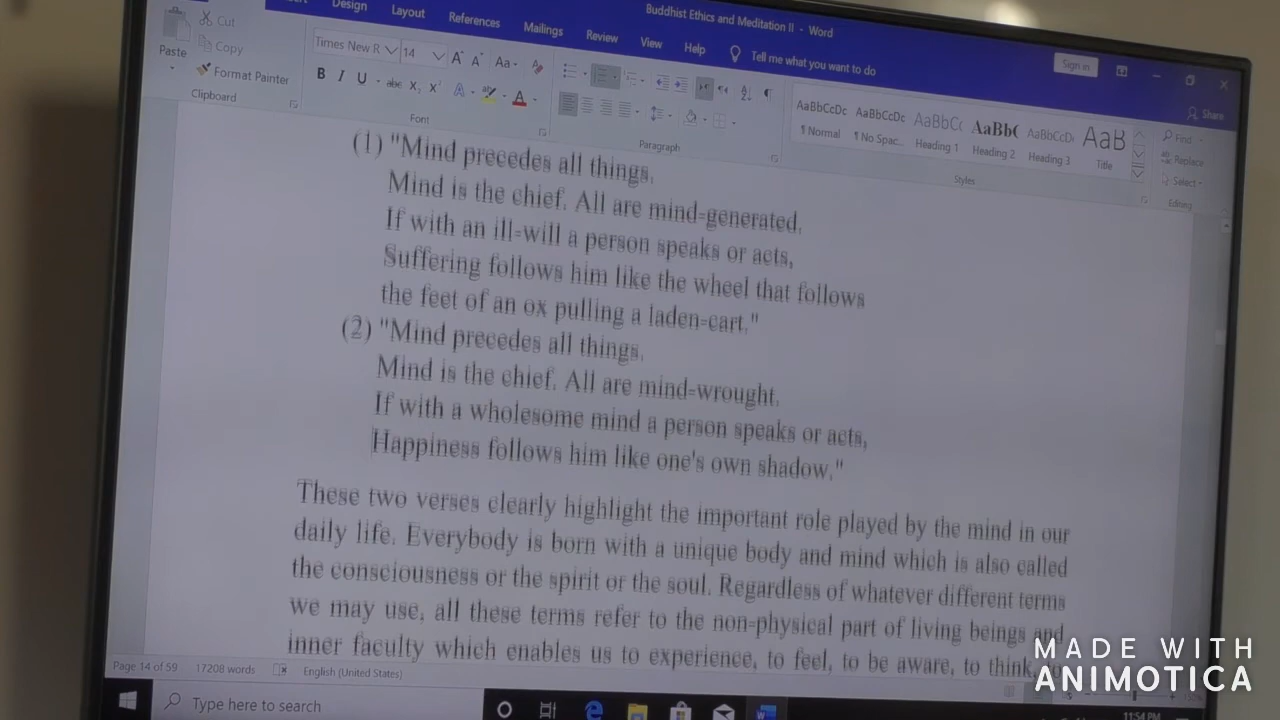 Buddhist Ethics and Meditation II - Word
Design Layout References Mailings Review View Help Tell me what you want to do
Sign in
Share
Cut
Copy
Format Painter
Paste
Clipboard
Times New R 14
Font
Paragraph
AaBbCcDc AaBbCcDc AaBbCc AaBbC AaBbCcD AaB
¶ Normal ¶ No Spac... Heading 1 Heading 2 Heading 3 Title
Styles
Find
Replace
Select
Editing
(1) "Mind precedes all things.
Mind is the chief. All are mind-generated.
If with an ill-will a person speaks or acts,
Suffering follows him like the wheel that follows
the feet of an ox pulling a laden-cart."
(2) "Mind precedes all things.
Mind is the chief. All are mind-wrought.
If with a wholesome mind a person speaks or acts,
Happiness follows him like one's own shadow."
These two verses clearly highlight the important role played by the mind in our
daily life. Everybody is born with a unique body and mind which is also called
the consciousness or the spirit or the soul. Regardless of whatever different terms
we may use, all these terms refer to the non-physical part of living beings and
inner faculty which enables us to experience, to feel, to be aware, to think, to
Page 14 of 59 17208 words English (United States)
Type here to search
11:54 PM
MADE WITH
ANIMOTICA